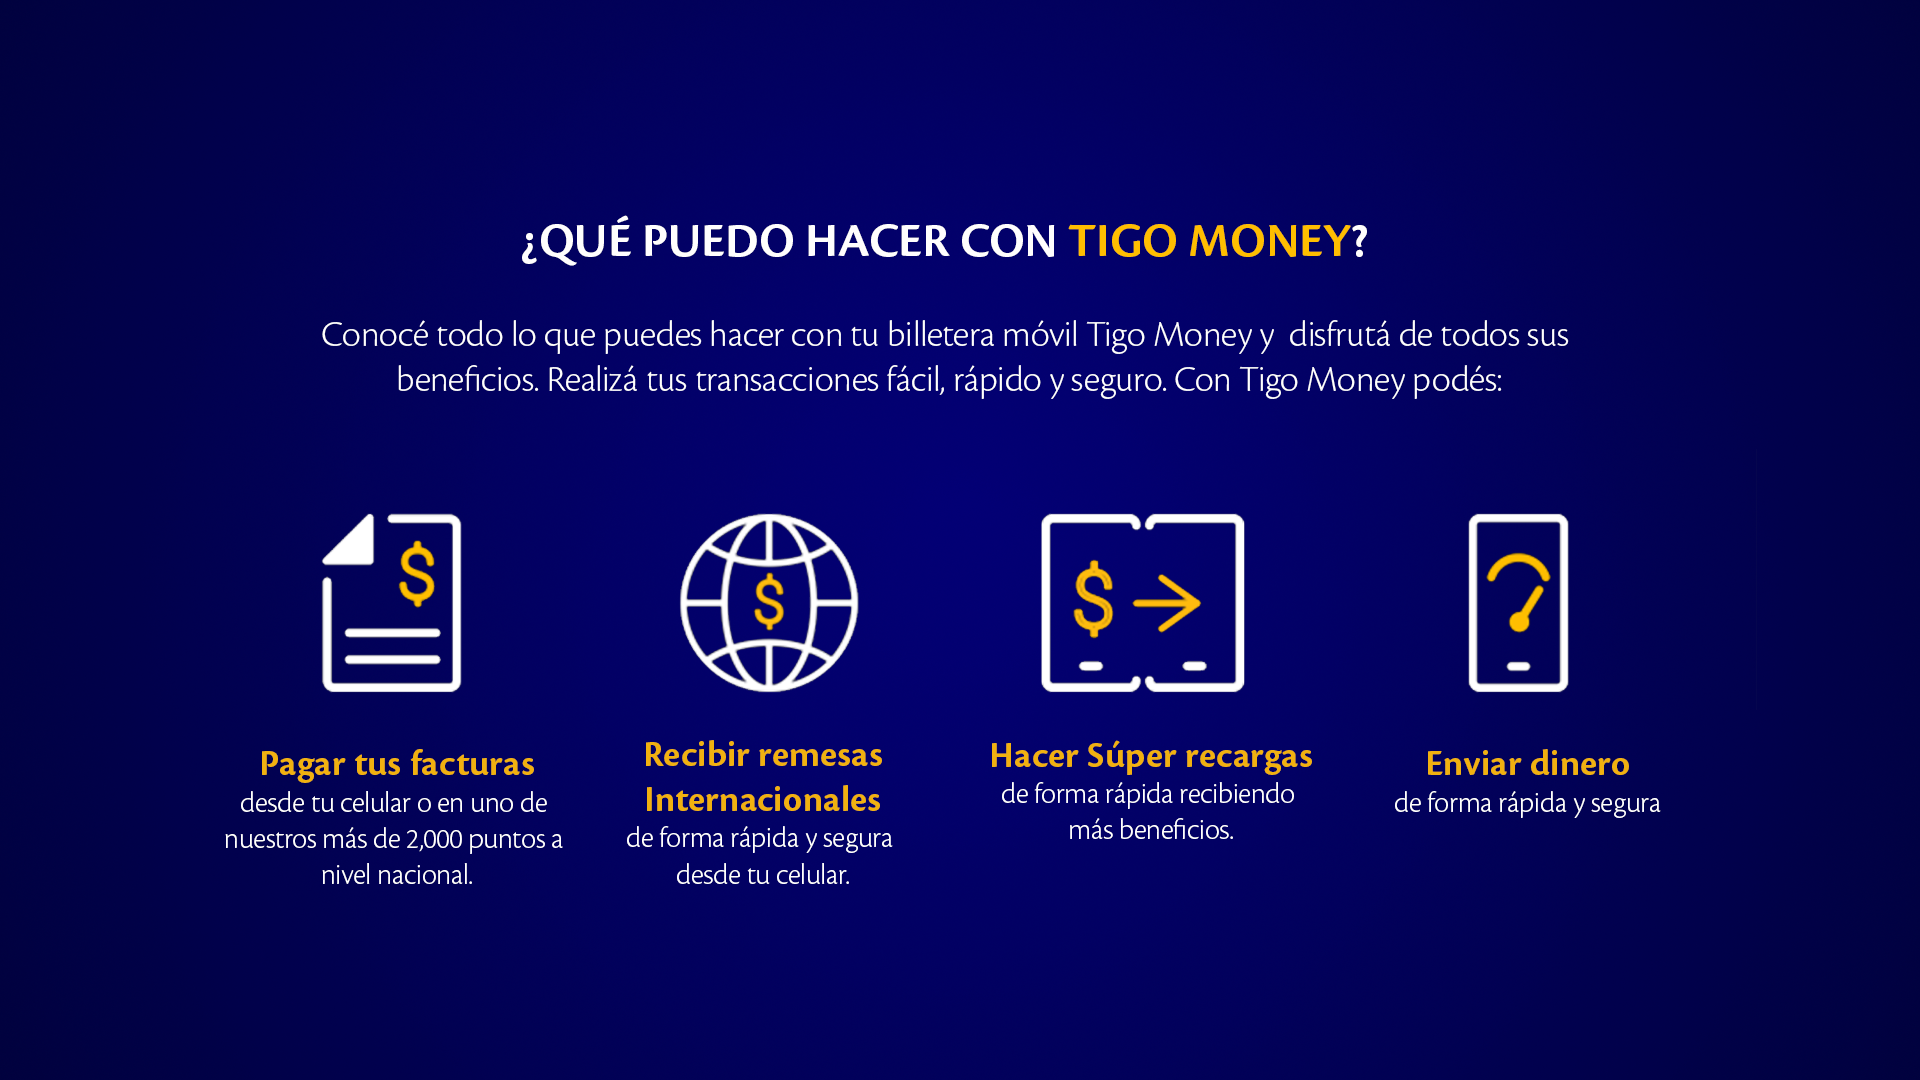 ¿QUÉ PUEDO HACER CON TIGO MONEY?
Conocé todo lo que puedes hacer con tu billetera móvil Tigo Money y disfrutá de todos sus
beneficios. Realizá tus transacciones fácil, rápido y seguro. Con Tigo Money podés:
$
Pagar tus facturas
desde tu celular o en uno de
nuestros más de 2,000 puntos a
nivel nacional.
$
Recibir remesas
Internacionales
de forma rápida y segura
desde tu celular.
$
Hacer Súper recargas
de forma rápida recibiendo
más beneficios.
Enviar dinero
de forma rápida y segura